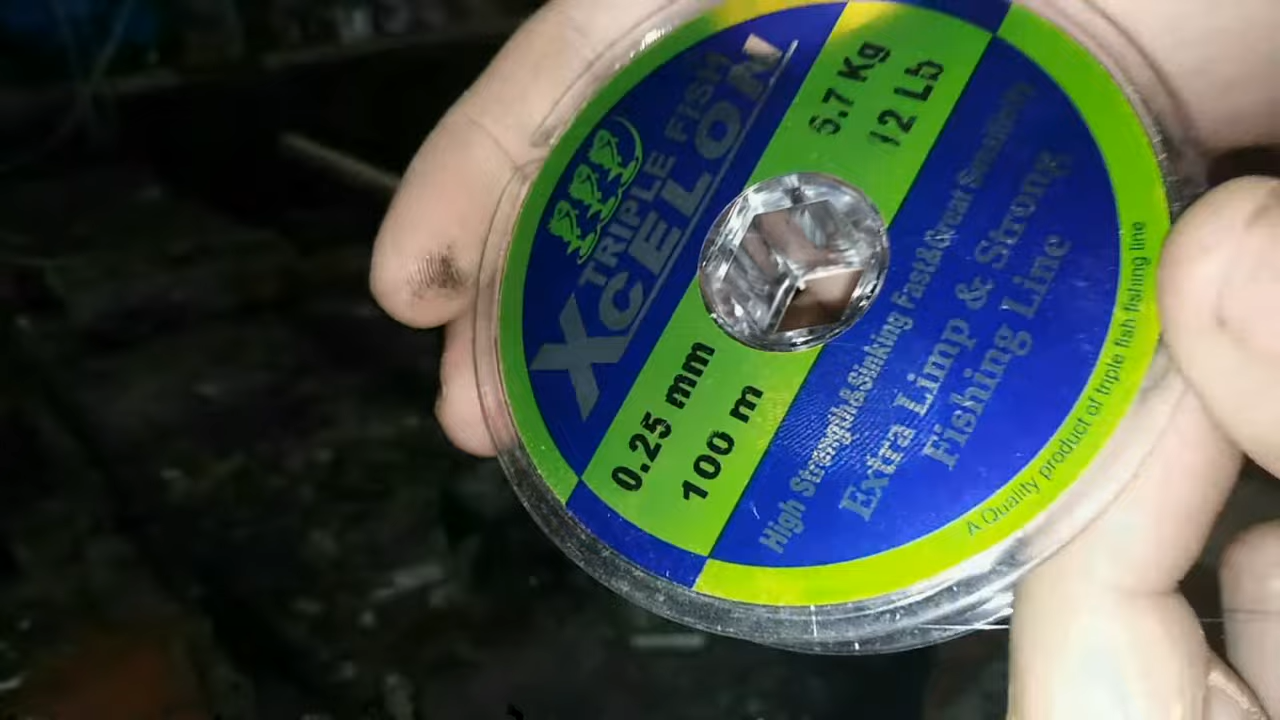 TRIPLE FISH
XCELON
6.7 Kg
12 Lb
0.25 mm
100 m
High Strength&Sinking Fast&Great Sensitivity
Extra Limp & Strong
Fishing Line
A Quality product of triple fish fishing line